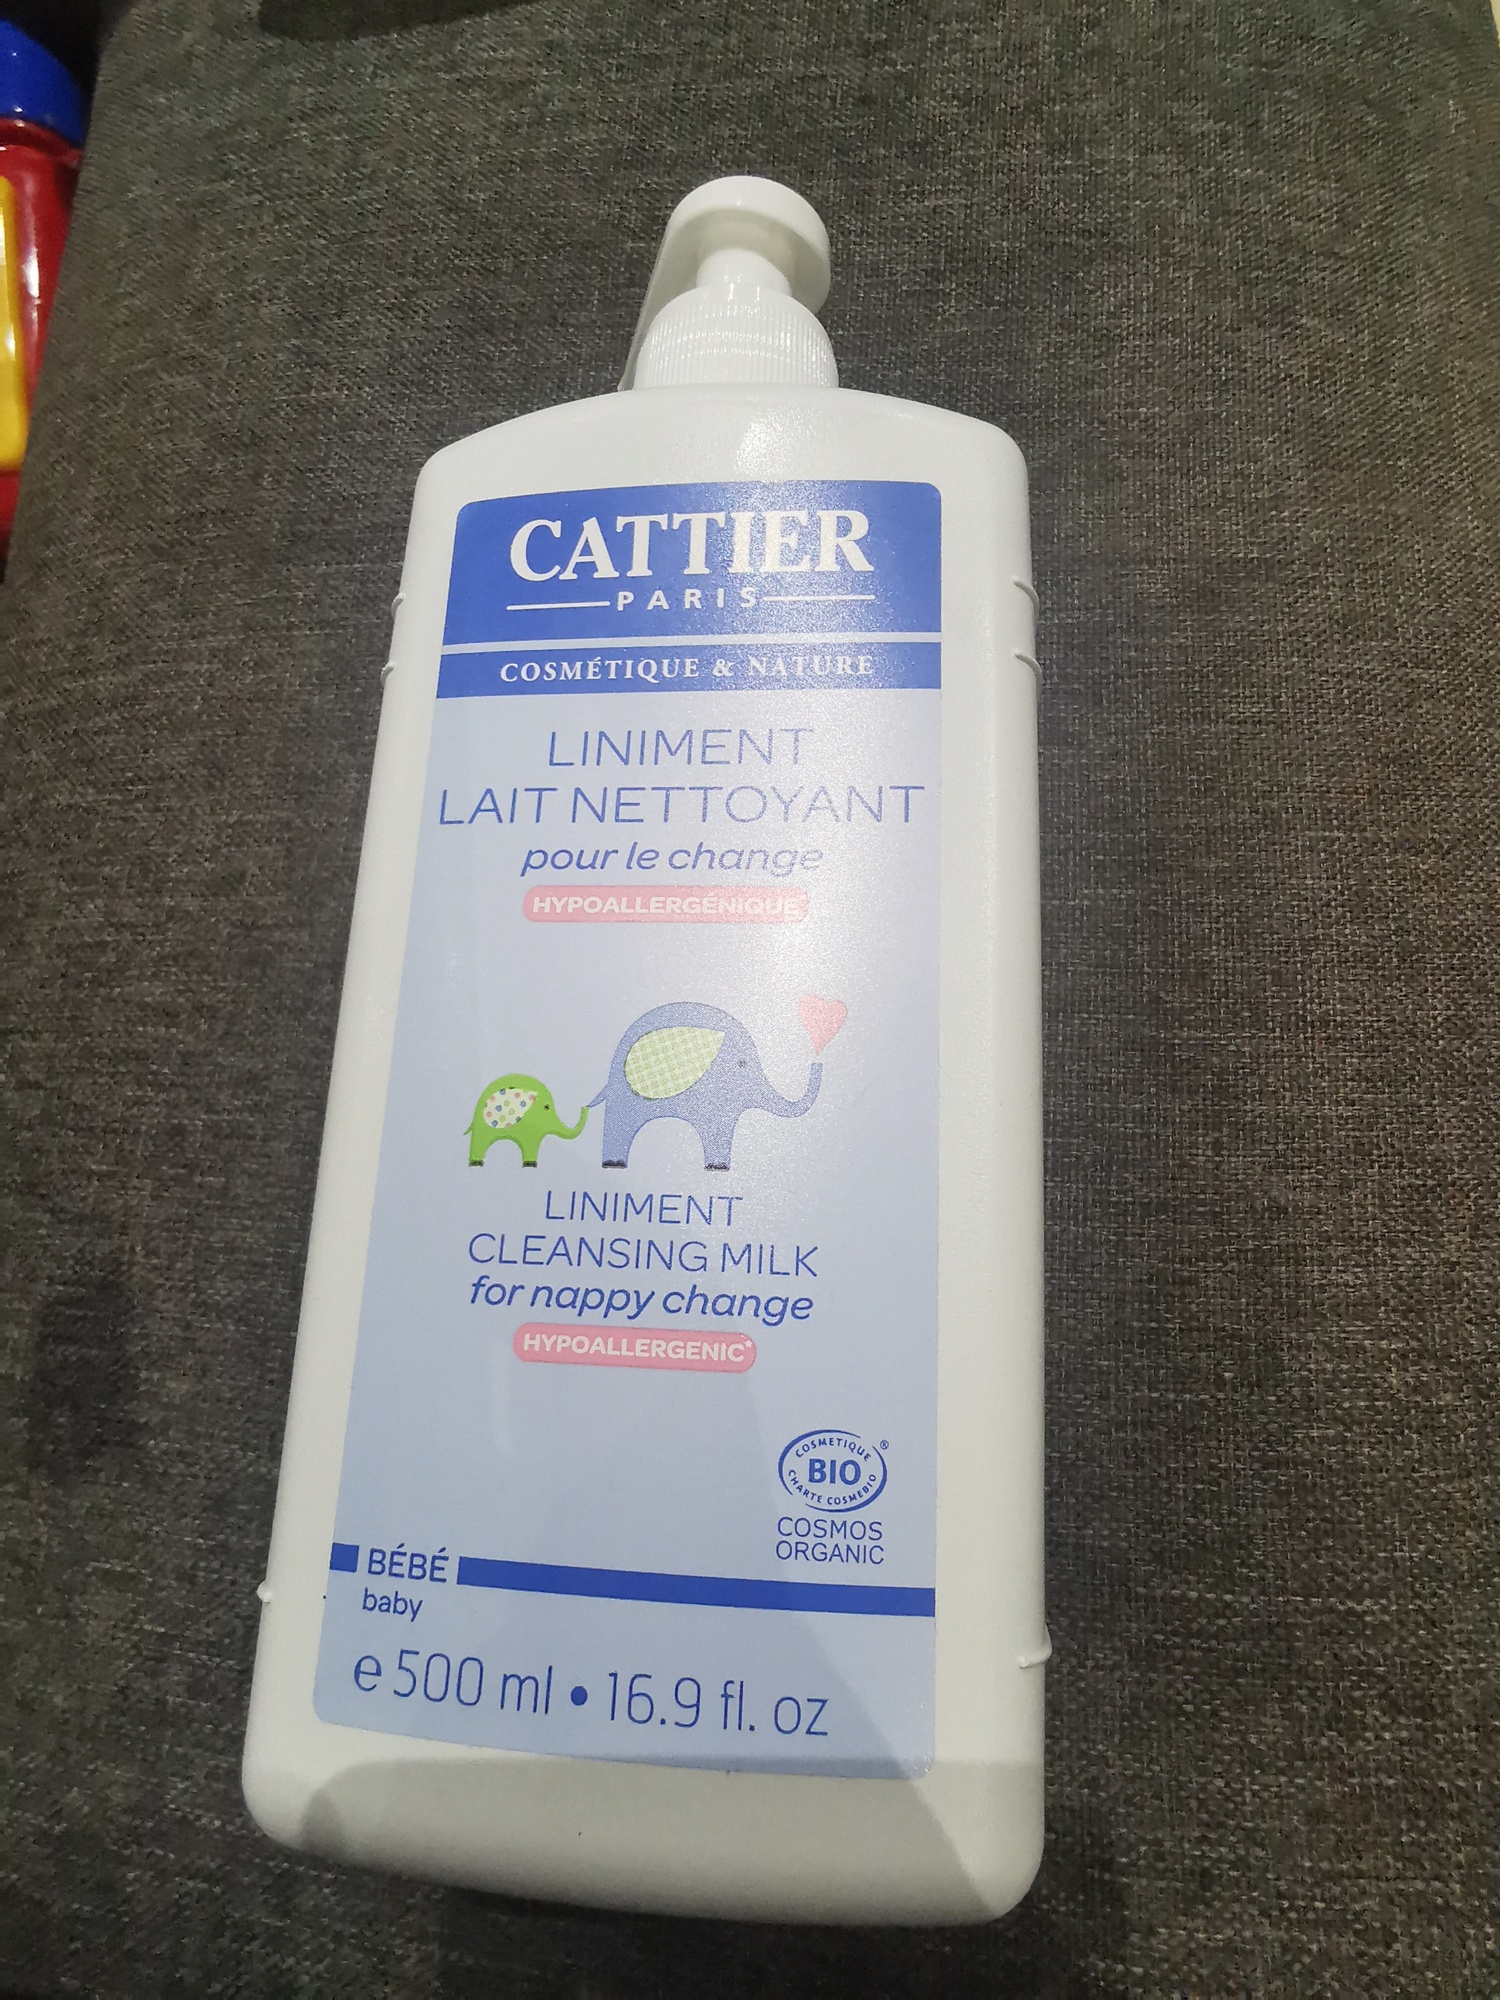 CATTIER
PARIS
COSMÉTIQUE & NATURE
LINIMENT
LAIT NETTOYANT
pour le change
HYPOALLERGÉNIQUE*
LINIMENT
CLEANSING MILK
for nappy change
HYPOALLERGENIC*
COSMETIQUE ®
BIO
CHARTE COSMEBIO
COSMOS
ORGANIC
BÉBÉ
baby
e 500 ml • 16.9 fl. oz